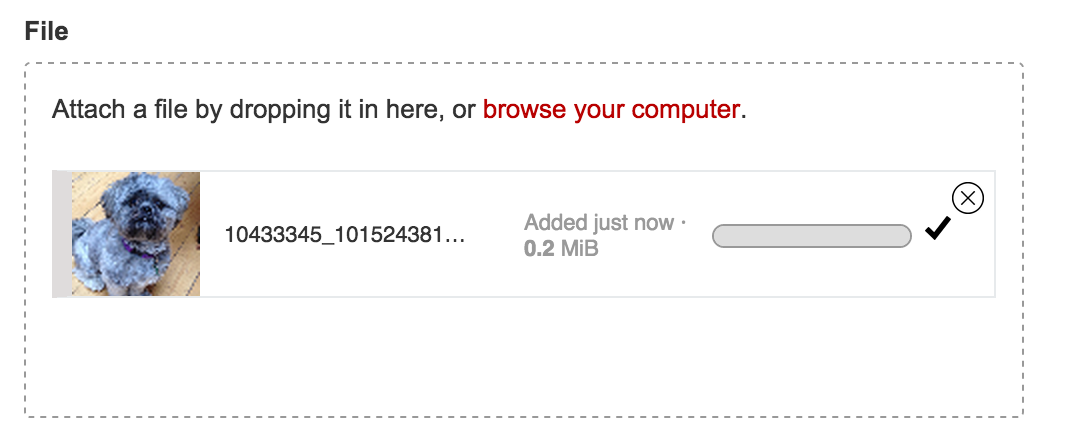 File
Attach a file by dropping it in here, or browse your computer.
10433345_101524381...
Added just now ·
0.2 MiB